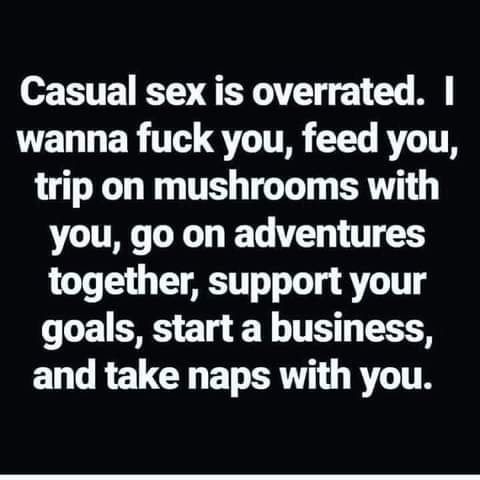 Casual sex is overrated.  I
wanna fuck you, feed you,
trip on mushrooms with
you, go on adventures
together, support your
goals, start a business,
and take naps with you.